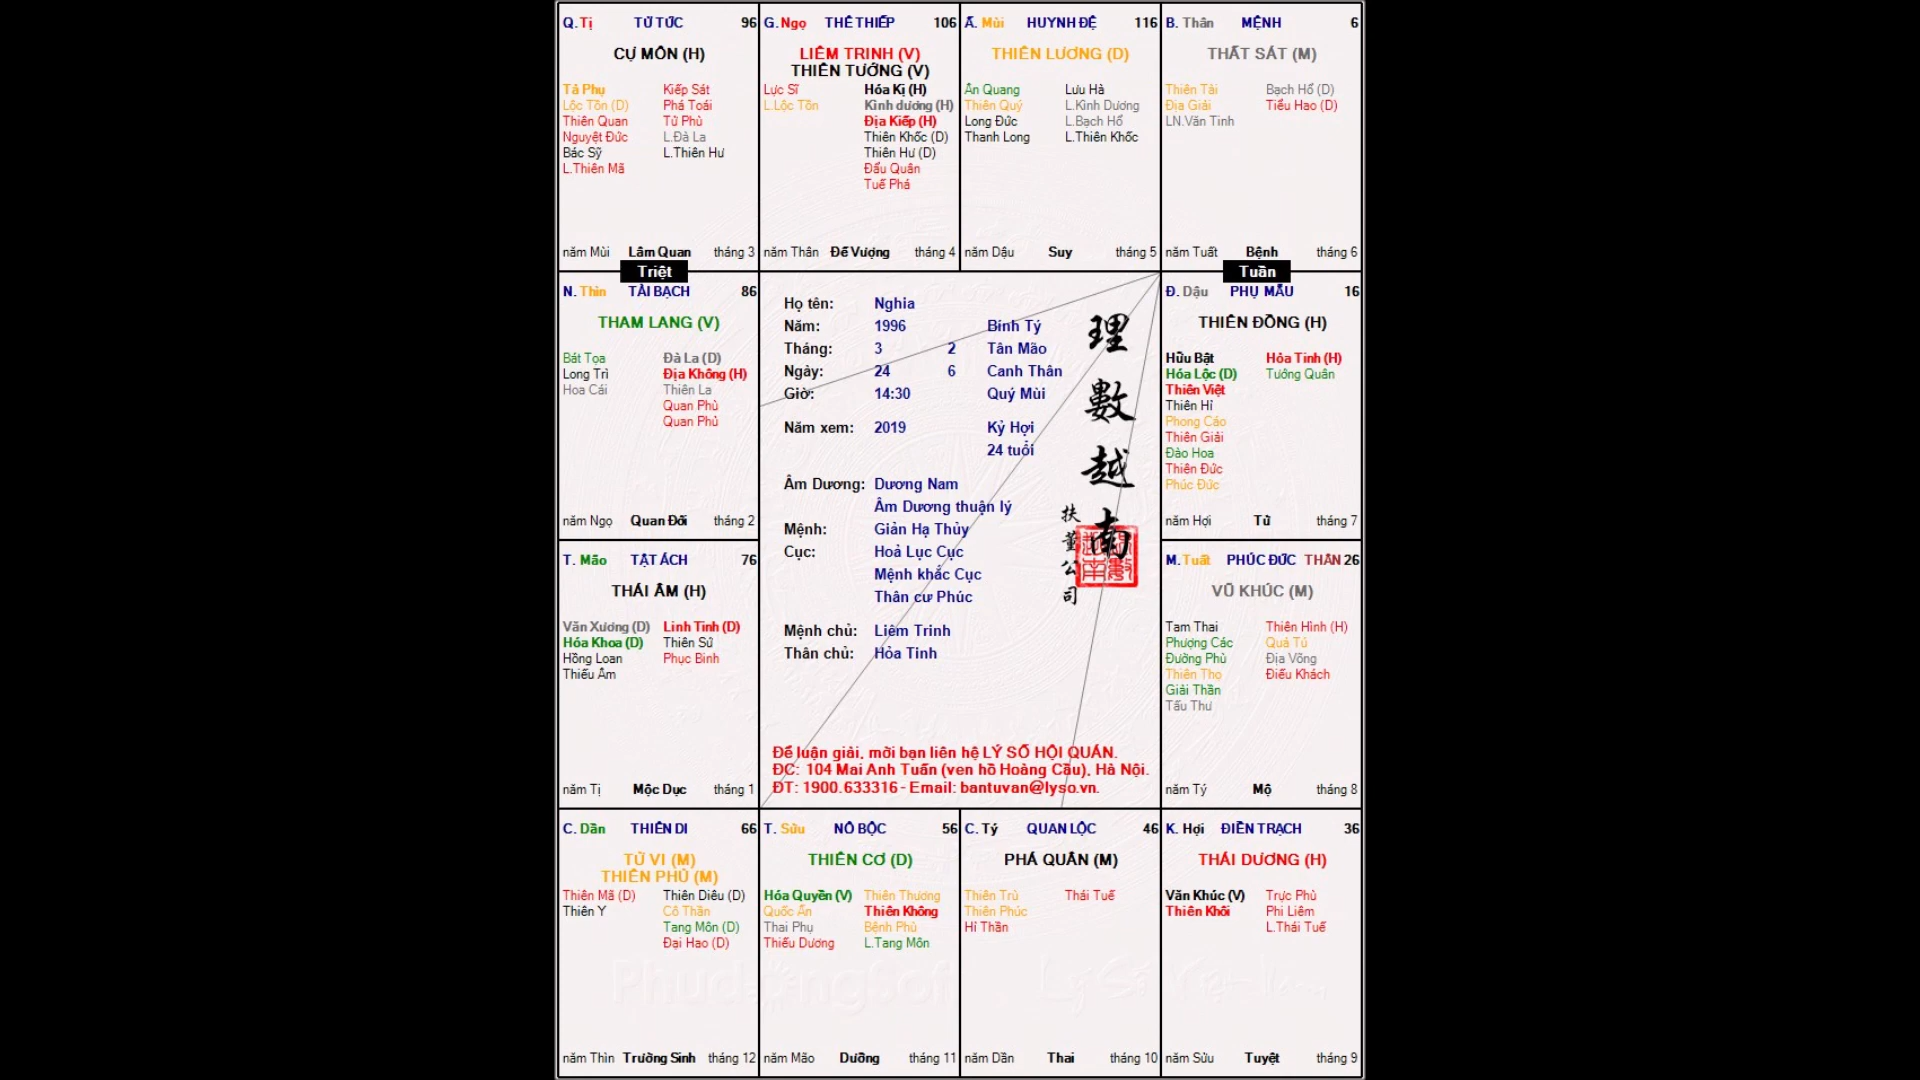 Q. Tị TỬ TỨC 96
CỰ MÔN (H)
Tả Phụ Kiếp Sát
Lộc Tồn (D) Phá Toái
Thiên Quan Tử Phù
Nguyệt Đức L.Đà La
Bác Sỹ L.Thiên Hư
L.Thiên Mã
năm Mùi Lâm Quan tháng 3
G. Ngọ THÊ THIẾP 106
LIÊM TRINH (V)
THIÊN TƯỚNG (V)
Lực Sĩ Hóa Kị (H)
L.Lộc Tồn Kình dương (H)
Địa Kiếp (H)
Thiên Khốc (D)
Thiên Hư (D)
Đẩu Quân
Tuế Phá
năm Thân Đế Vượng tháng 4
Ấ. Mùi HUYNH ĐỆ 116
THIÊN LƯƠNG (D)
Ân Quang Lưu Hà
Thiên Quý L.Kình Dương
Long Đức L.Bạch Hổ
Thanh Long L.Thiên Khốc
năm Dậu Suy tháng 5
B. Thân MỆNH 6
THẤT SÁT (M)
Thiên Tài Bạch Hổ (D)
Địa Giải Tiểu Hao (D)
LN.Văn Tinh
năm Tuất Bệnh tháng 6
Triệt
Tuần
N. Thìn TÀI BẠCH 86
THAM LANG (V)
Bát Tọa Đà La (D)
Long Trì Địa Không (H)
Hoa Cái Thiên La
Quan Phù
Quan Phủ
năm Ngọ Quan Đới tháng 2
Họ tên: Nghia
Năm: 1996 Bính Tý
Tháng: 3 2 Tân Mão
Ngày: 24 6 Canh Thân
Giờ: 14:30 Quý Mùi
Năm xem: 2019 Kỷ Hợi
24 tuổi
Âm Dương: Dương Nam
Âm Dương thuận lý
Mệnh: Giản Hạ Thủy
Cục: Hoả Lục Cục
Mệnh khắc Cục
Thân cư Phúc
Mệnh chủ: Liêm Trinh
Thân chủ: Hỏa Tinh
理數越南
扶董公司
Để luận giải, mời bạn liên hệ LÝ SỐ HỘI QUÁN.
ĐC: 104 Mai Anh Tuấn (ven hồ Hoàng Cầu), Hà Nội.
ĐT: 1900.633316 - Email: bantuvan@lyso.vn.
Đ. Dậu PHỤ MẪU 16
THIÊN ĐỒNG (H)
Hữu Bật Hỏa Tinh (H)
Hóa Lộc (D) Tướng Quân
Thiên Việt
Thiên Hỉ
Phong Cáo
Thiên Giải
Đào Hoa
Thiên Đức
Phúc Đức
năm Hợi Tử tháng 7
T. Mão TẬT ÁCH 76
THÁI ÂM (H)
Văn Xương (D) Linh Tinh (D)
Hóa Khoa (D) Thiên Sứ
Hồng Loan Phục Binh
Thiếu Âm
năm Tị Mộc Dục tháng 1
M. Tuất PHÚC ĐỨC THÂN 26
VŨ KHÚC (M)
Tam Thai Thiên Hình (H)
Phượng Các Quả Tú
Đường Phù Địa Võng
Thiên Thọ Điếu Khách
Giải Thần
Tấu Thư
năm Tý Mộ tháng 8
C. Dần THIÊN DI 66
TỬ VI (M)
THIÊN PHỦ (M)
Thiên Mã (D) Thiên Diêu (D)
Thiên Y Cô Thần
Tang Môn (D)
Đại Hao (D)
năm Thìn Trường Sinh tháng 12
T. Sửu NÔ BỘC 56
THIÊN CƠ (D)
Hóa Quyền (V) Thiên Thương
Quốc Ấn Thiên Không
Thai Phụ Bệnh Phù
Thiếu Dương L.Tang Môn
năm Mão Dưỡng tháng 11
C. Tý QUAN LỘC 46
PHÁ QUÂN (M)
Thiên Trù Thái Tuế
Thiên Phúc
Hỉ Thần
năm Dần Thai tháng 10
K. Hợi ĐIỀN TRẠCH 36
THÁI DƯƠNG (H)
Văn Khúc (V) Trực Phù
Thiên Khôi Phi Liêm
L.Thái Tuế
năm Sửu Tuyệt tháng 9